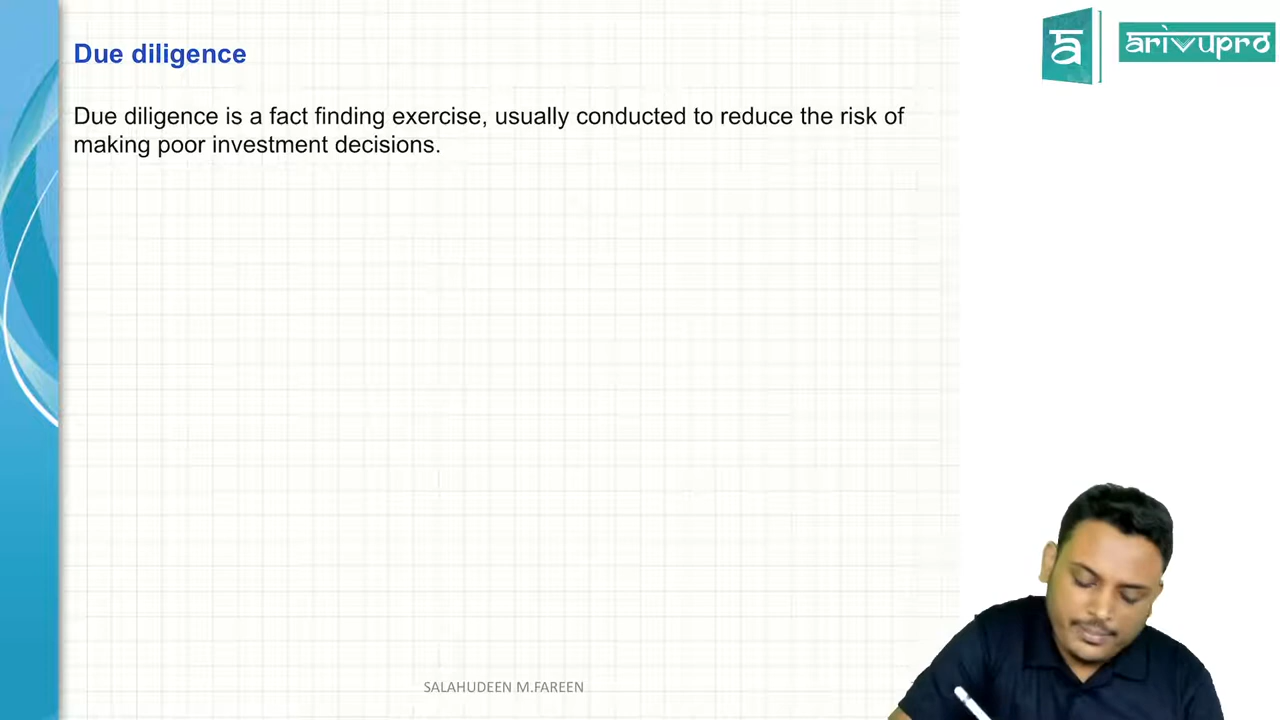 Due diligence
arivupro
Due diligence is a fact finding exercise, usually conducted to reduce the risk of
making poor investment decisions.
SALAHUDEEN M.FAREEN